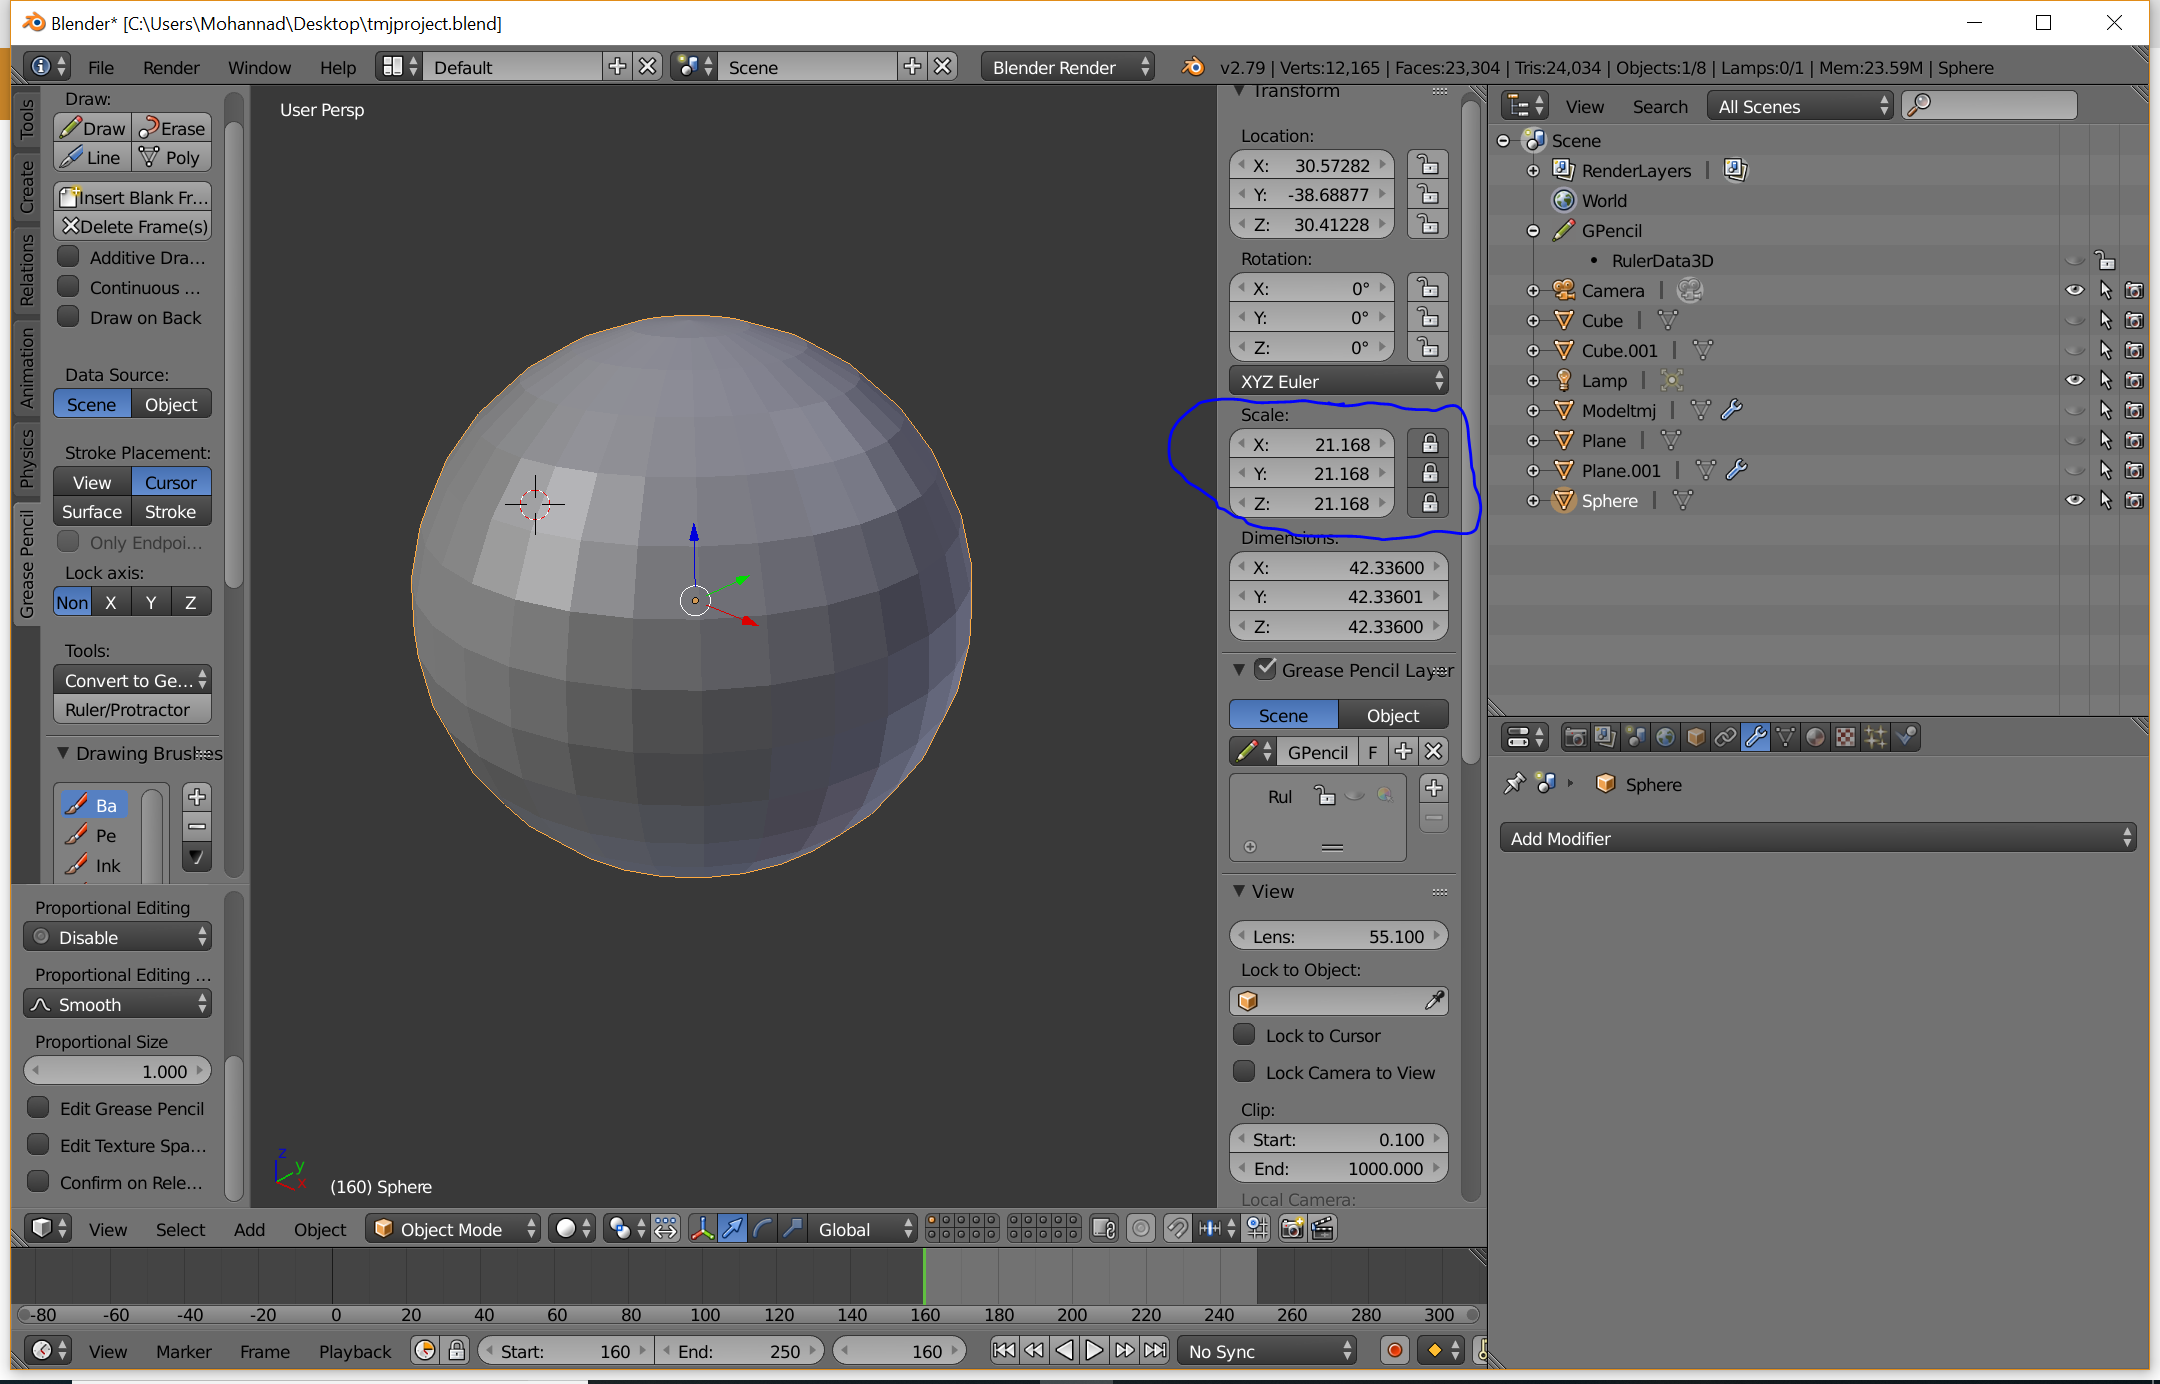 Blender* [C:\Users\Mohannad\Desktop\tmjproject.blend]
File Render Window Help Default Scene Blender Render v2.79 | Verts:12,165 | Faces:23,304 | Tris:24,034 | Objects:1/8 | Lamps:0/1 | Mem:23.59M | Sphere
Tools
Create
Relations
Animation
Physics
Grease Pencil
Draw:
Draw Erase
Line Poly
Insert Blank Fr...
Delete Frame(s)
Additive Dra...
Continuous ...
Draw on Back
Data Source:
Scene Object
Stroke Placement:
View Cursor
Surface Stroke
Only Endpoi...
Lock axis:
Non X Y Z
Tools:
Convert to Ge...
Ruler/Protractor
Drawing Brushes
Ba
Pe
Ink
Proportional Editing
Disable
Proportional Editing ...
Smooth
Proportional Size
1.000
Edit Grease Pencil
Edit Texture Spa...
Confirm on Rele...
User Persp
z
y
x
(160) Sphere
Transform
Location:
X: 30.57282
Y: -38.68877
Z: 30.41228
Rotation:
X: 0°
Y: 0°
Z: 0°
XYZ Euler
Scale:
X: 21.168
Y: 21.168
Z: 21.168
Dimensions:
X: 42.33600
Y: 42.33601
Z: 42.33600
Grease Pencil Layer
Scene Object
GPencil F
Rul
View
Lens: 55.100
Lock to Object:
Lock to Cursor
Lock Camera to View
Clip:
Start: 0.100
End: 1000.000
Local Camera:
View Search All Scenes
Scene
RenderLayers |
World
GPencil
RulerData3D
Camera |
Cube |
Cube.001 |
Lamp |
Modeltmj |
Plane |
Plane.001 |
Sphere |
Sphere
Add Modifier
View Select Add Object Object Mode Global
-80 -60 -40 -20 0 20 40 60 80 100 120 140 160 180 200 220 240 260 280 300
View Marker Frame Playback Start: 160 End: 250 160 No Sync